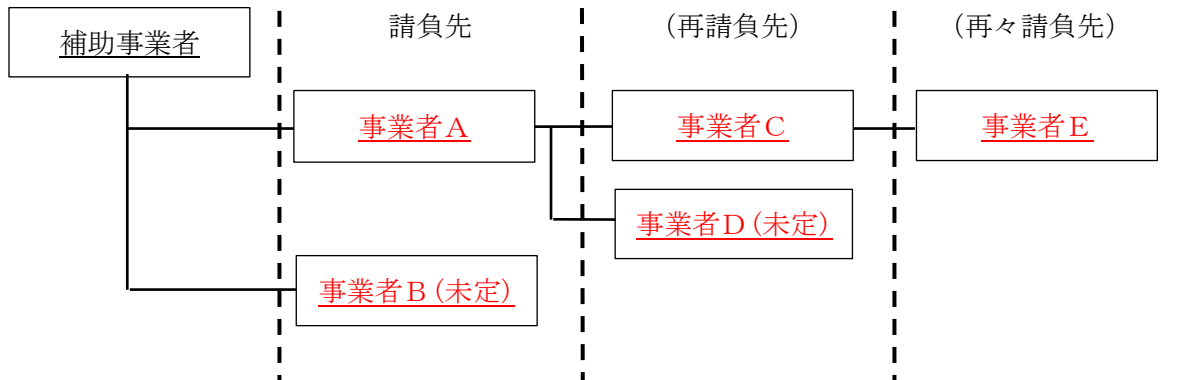 補助事業者
請負先
（再請負先）
（再々請負先）
事業者Ａ
事業者Ｃ
事業者Ｅ
事業者Ｄ（未定）
事業者Ｂ（未定）